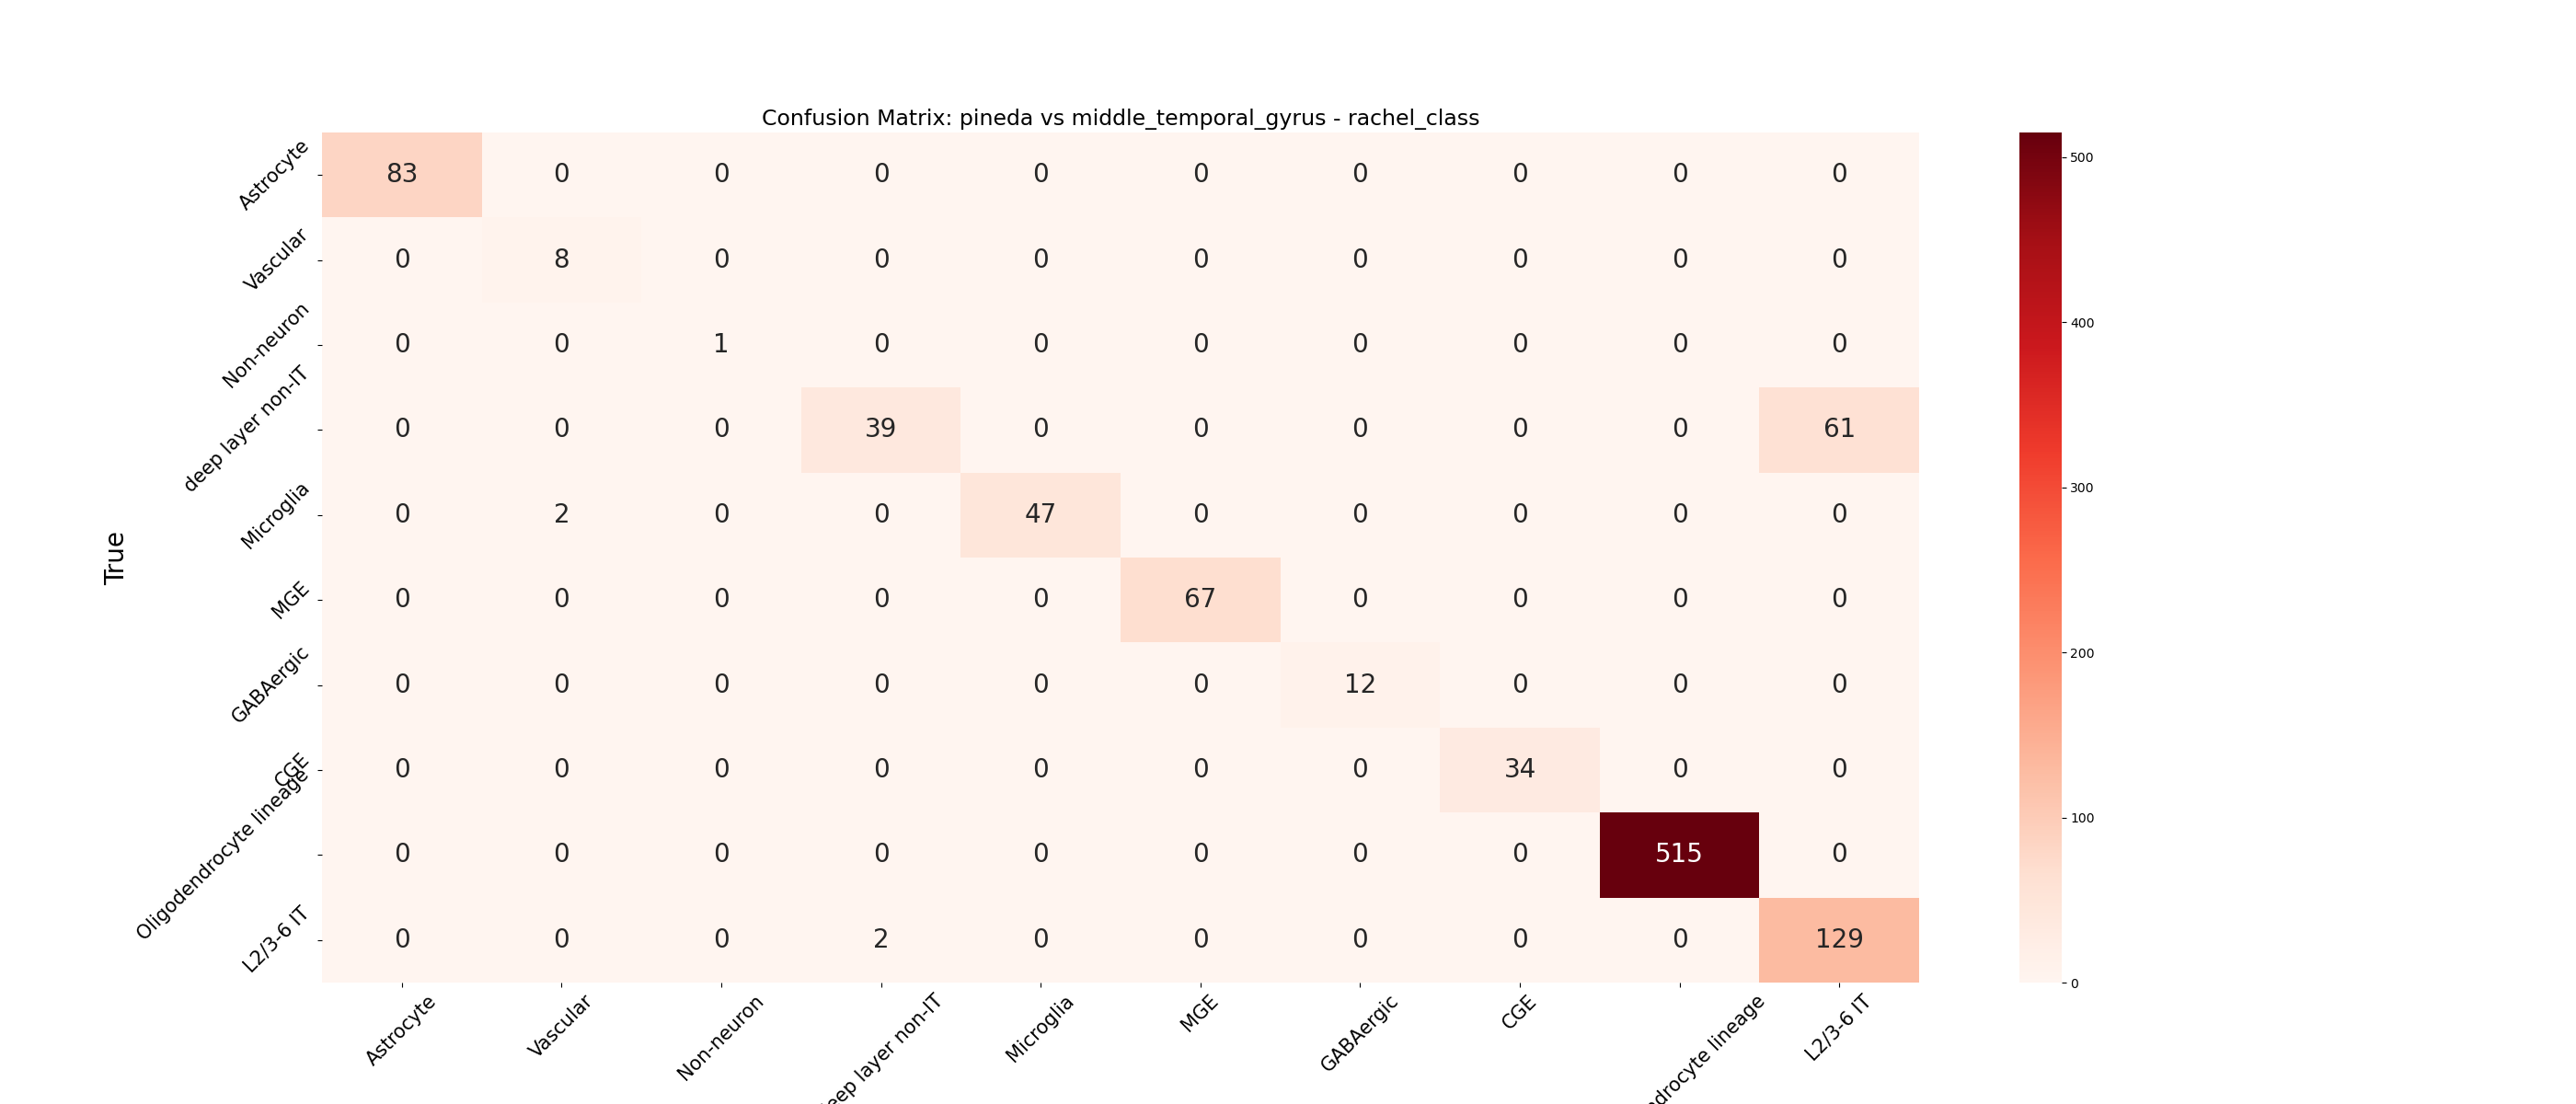 Confusion Matrix: pineda vs middle_temporal_gyrus - rachel_class
Astrocyte 83 0 0 0 0 0 0 0 0 0
Vascular 0 8 0 0 0 0 0 0 0 0
Non-neuron 0 0 1 0 0 0 0 0 0 0
deep layer non-IT 0 0 0 39 0 0 0 0 0 61
Microglia 0 2 0 0 47 0 0 0 0 0
MGE 0 0 0 0 0 67 0 0 0 0
GABAergic 0 0 0 0 0 0 12 0 0 0
CGE 0 0 0 0 0 0 0 34 0 0
Oligodendrocyte lineage 0 0 0 0 0 0 0 0 515 0
L2/3-6 IT 0 0 0 2 0 0 0 0 0 129
True
Astrocyte Vascular Non-neuron eep layer non-IT Microglia MGE GABAergic CGE ndrocyte lineage L2/3-6 IT
500
400
300
200
100
0